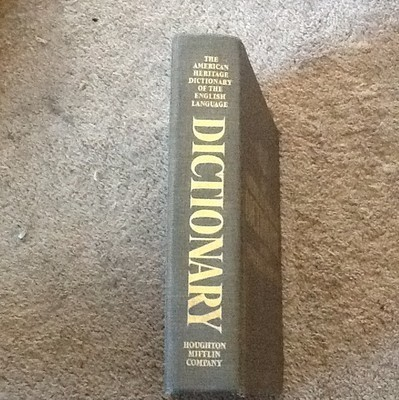 THE
AMERICAN
HERITAGE
DICTIONARY
OF THE
ENGLISH
LANGUAGE
DICTIONARY
HOUGHTON
MIFFLIN
COMPANY